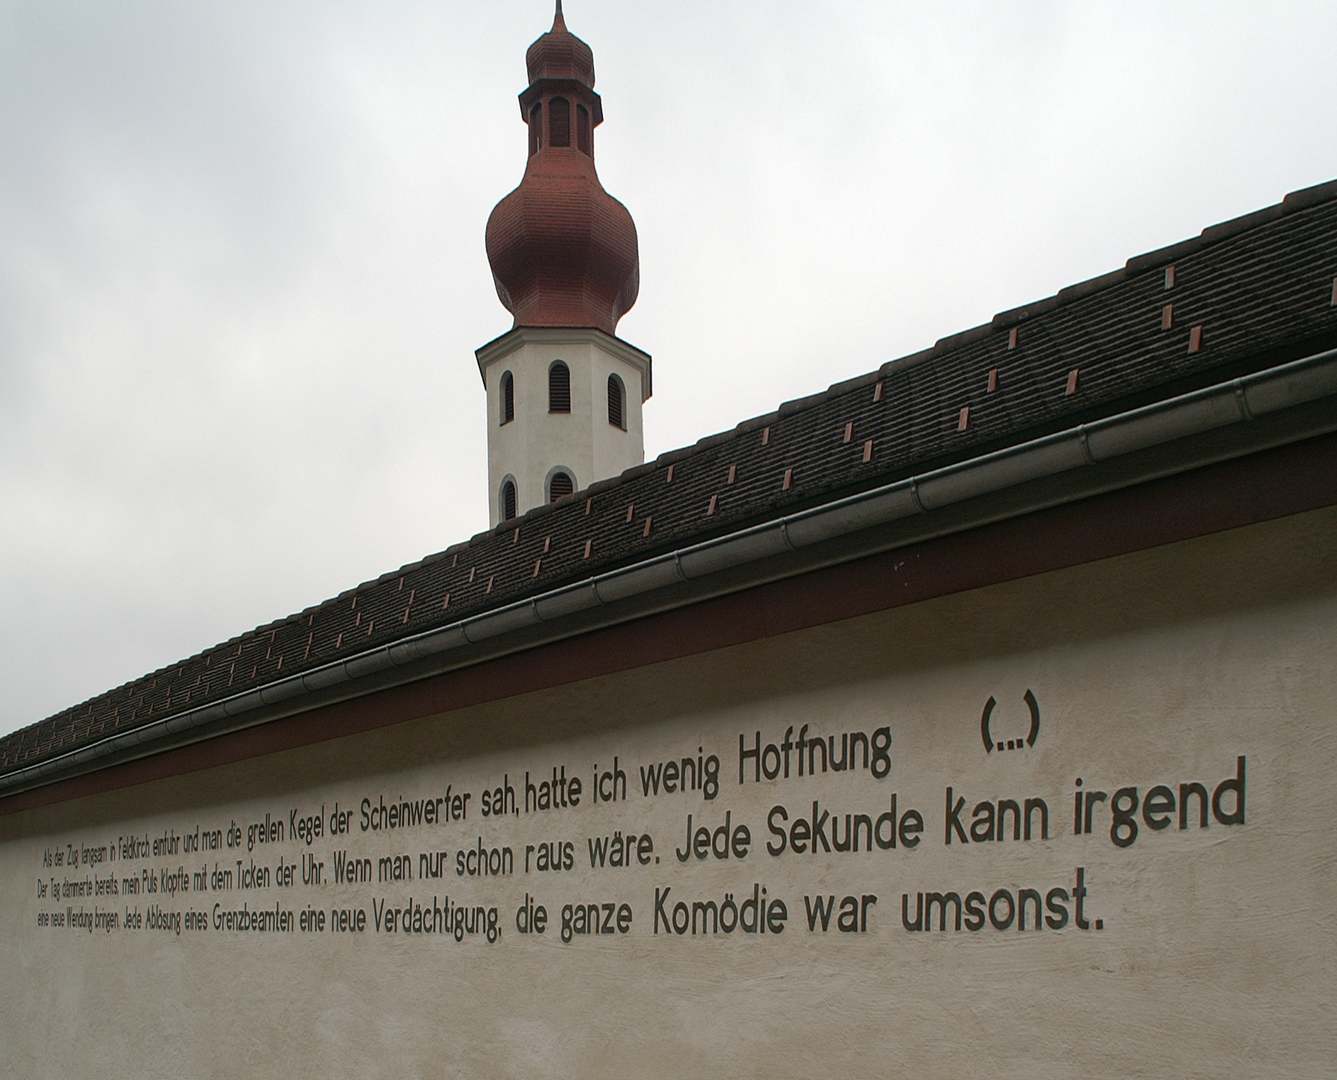 Als der Zug langsam in Feldkirch einfuhr und man die grellen Kegel der Scheinwerfer sah, hatte ich wenig Hoffnung (...)
Der Tag dämmerte bereits, mein Puls klopfte mit dem Ticken der Uhr. Wenn man nur schon raus wäre. Jede Sekunde kann irgend
eine neue Wendung bringen. Jede Ablösung eines Grenzbeamten eine neue Verdächtigung, die ganze Komödie war umsonst.